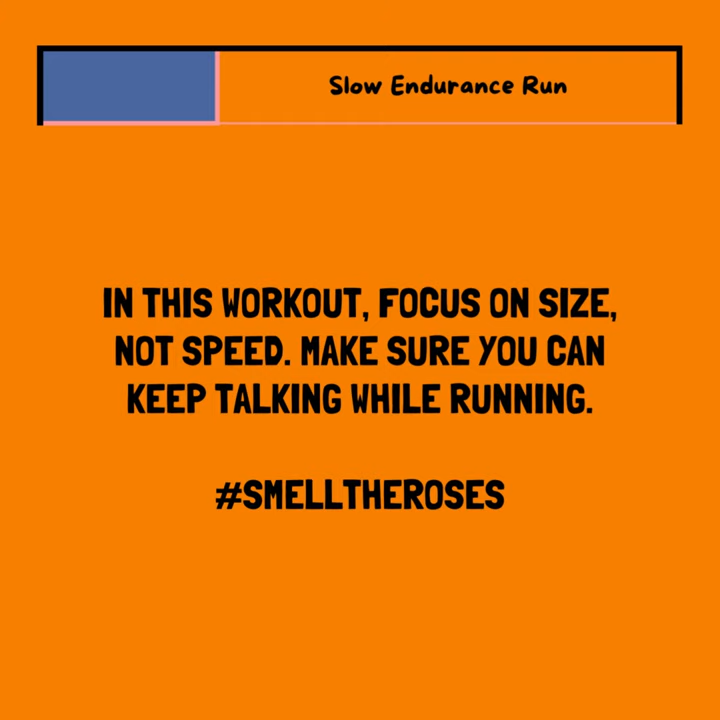 Slow Endurance Run
IN THIS WORKOUT, FOCUS ON SIZE,
NOT SPEED. MAKE SURE YOU CAN
KEEP TALKING WHILE RUNNING.
#SMELLTHEROSES